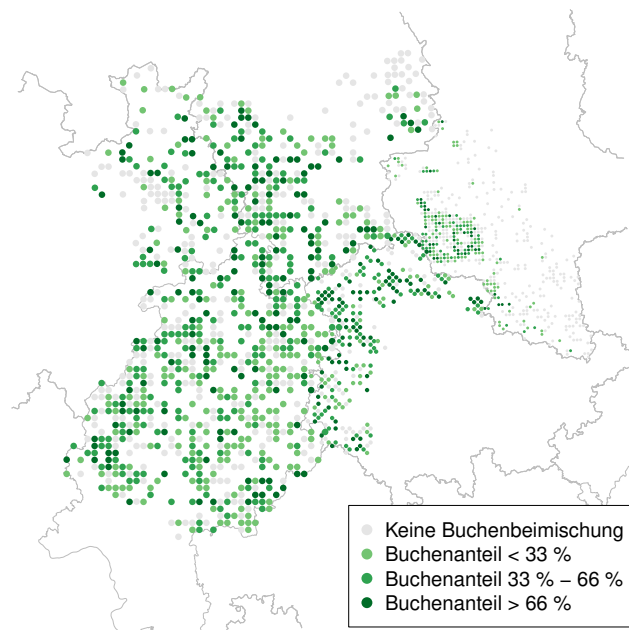 Keine Buchenbeimischung
Buchenanteil < 33 %
Buchenanteil 33 % − 66 %
Buchenanteil > 66 %